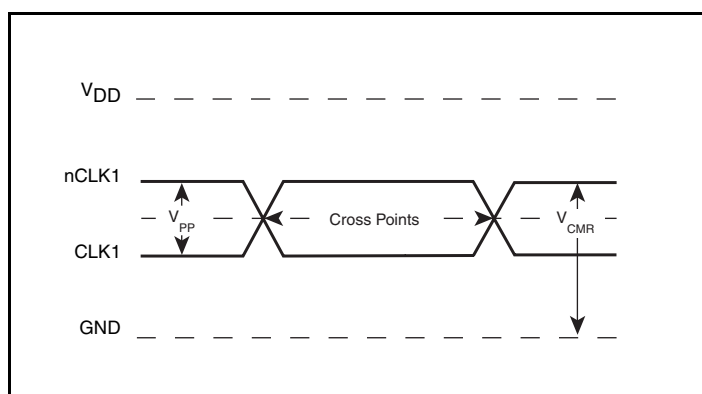 VDD
nCLK1
VPP
Cross Points
VCMR
CLK1
GND